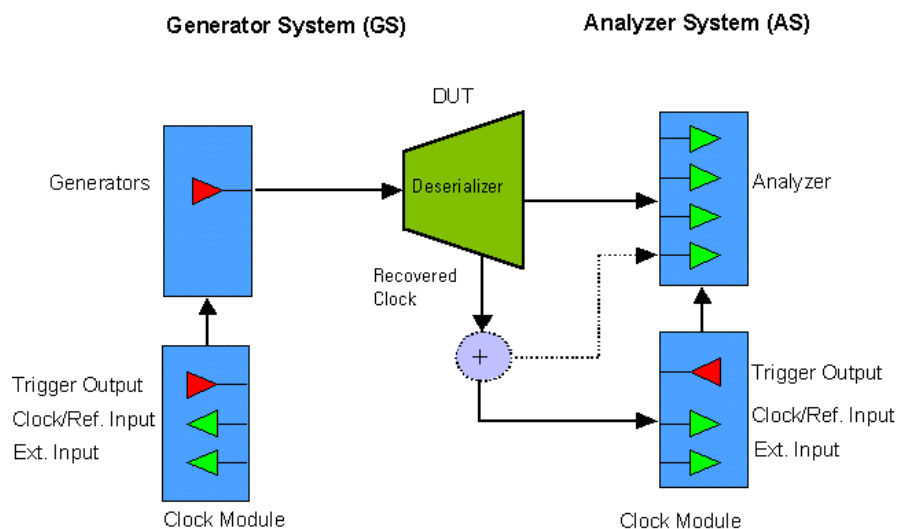 Generator System (GS)
Analyzer System (AS)
DUT
Generators
Deserializer
Analyzer
Recovered
Clock
+
Trigger Output
Clock/Ref. Input
Ext. Input
Clock Module
Trigger Output
Clock/Ref. Input
Ext. Input
Clock Module